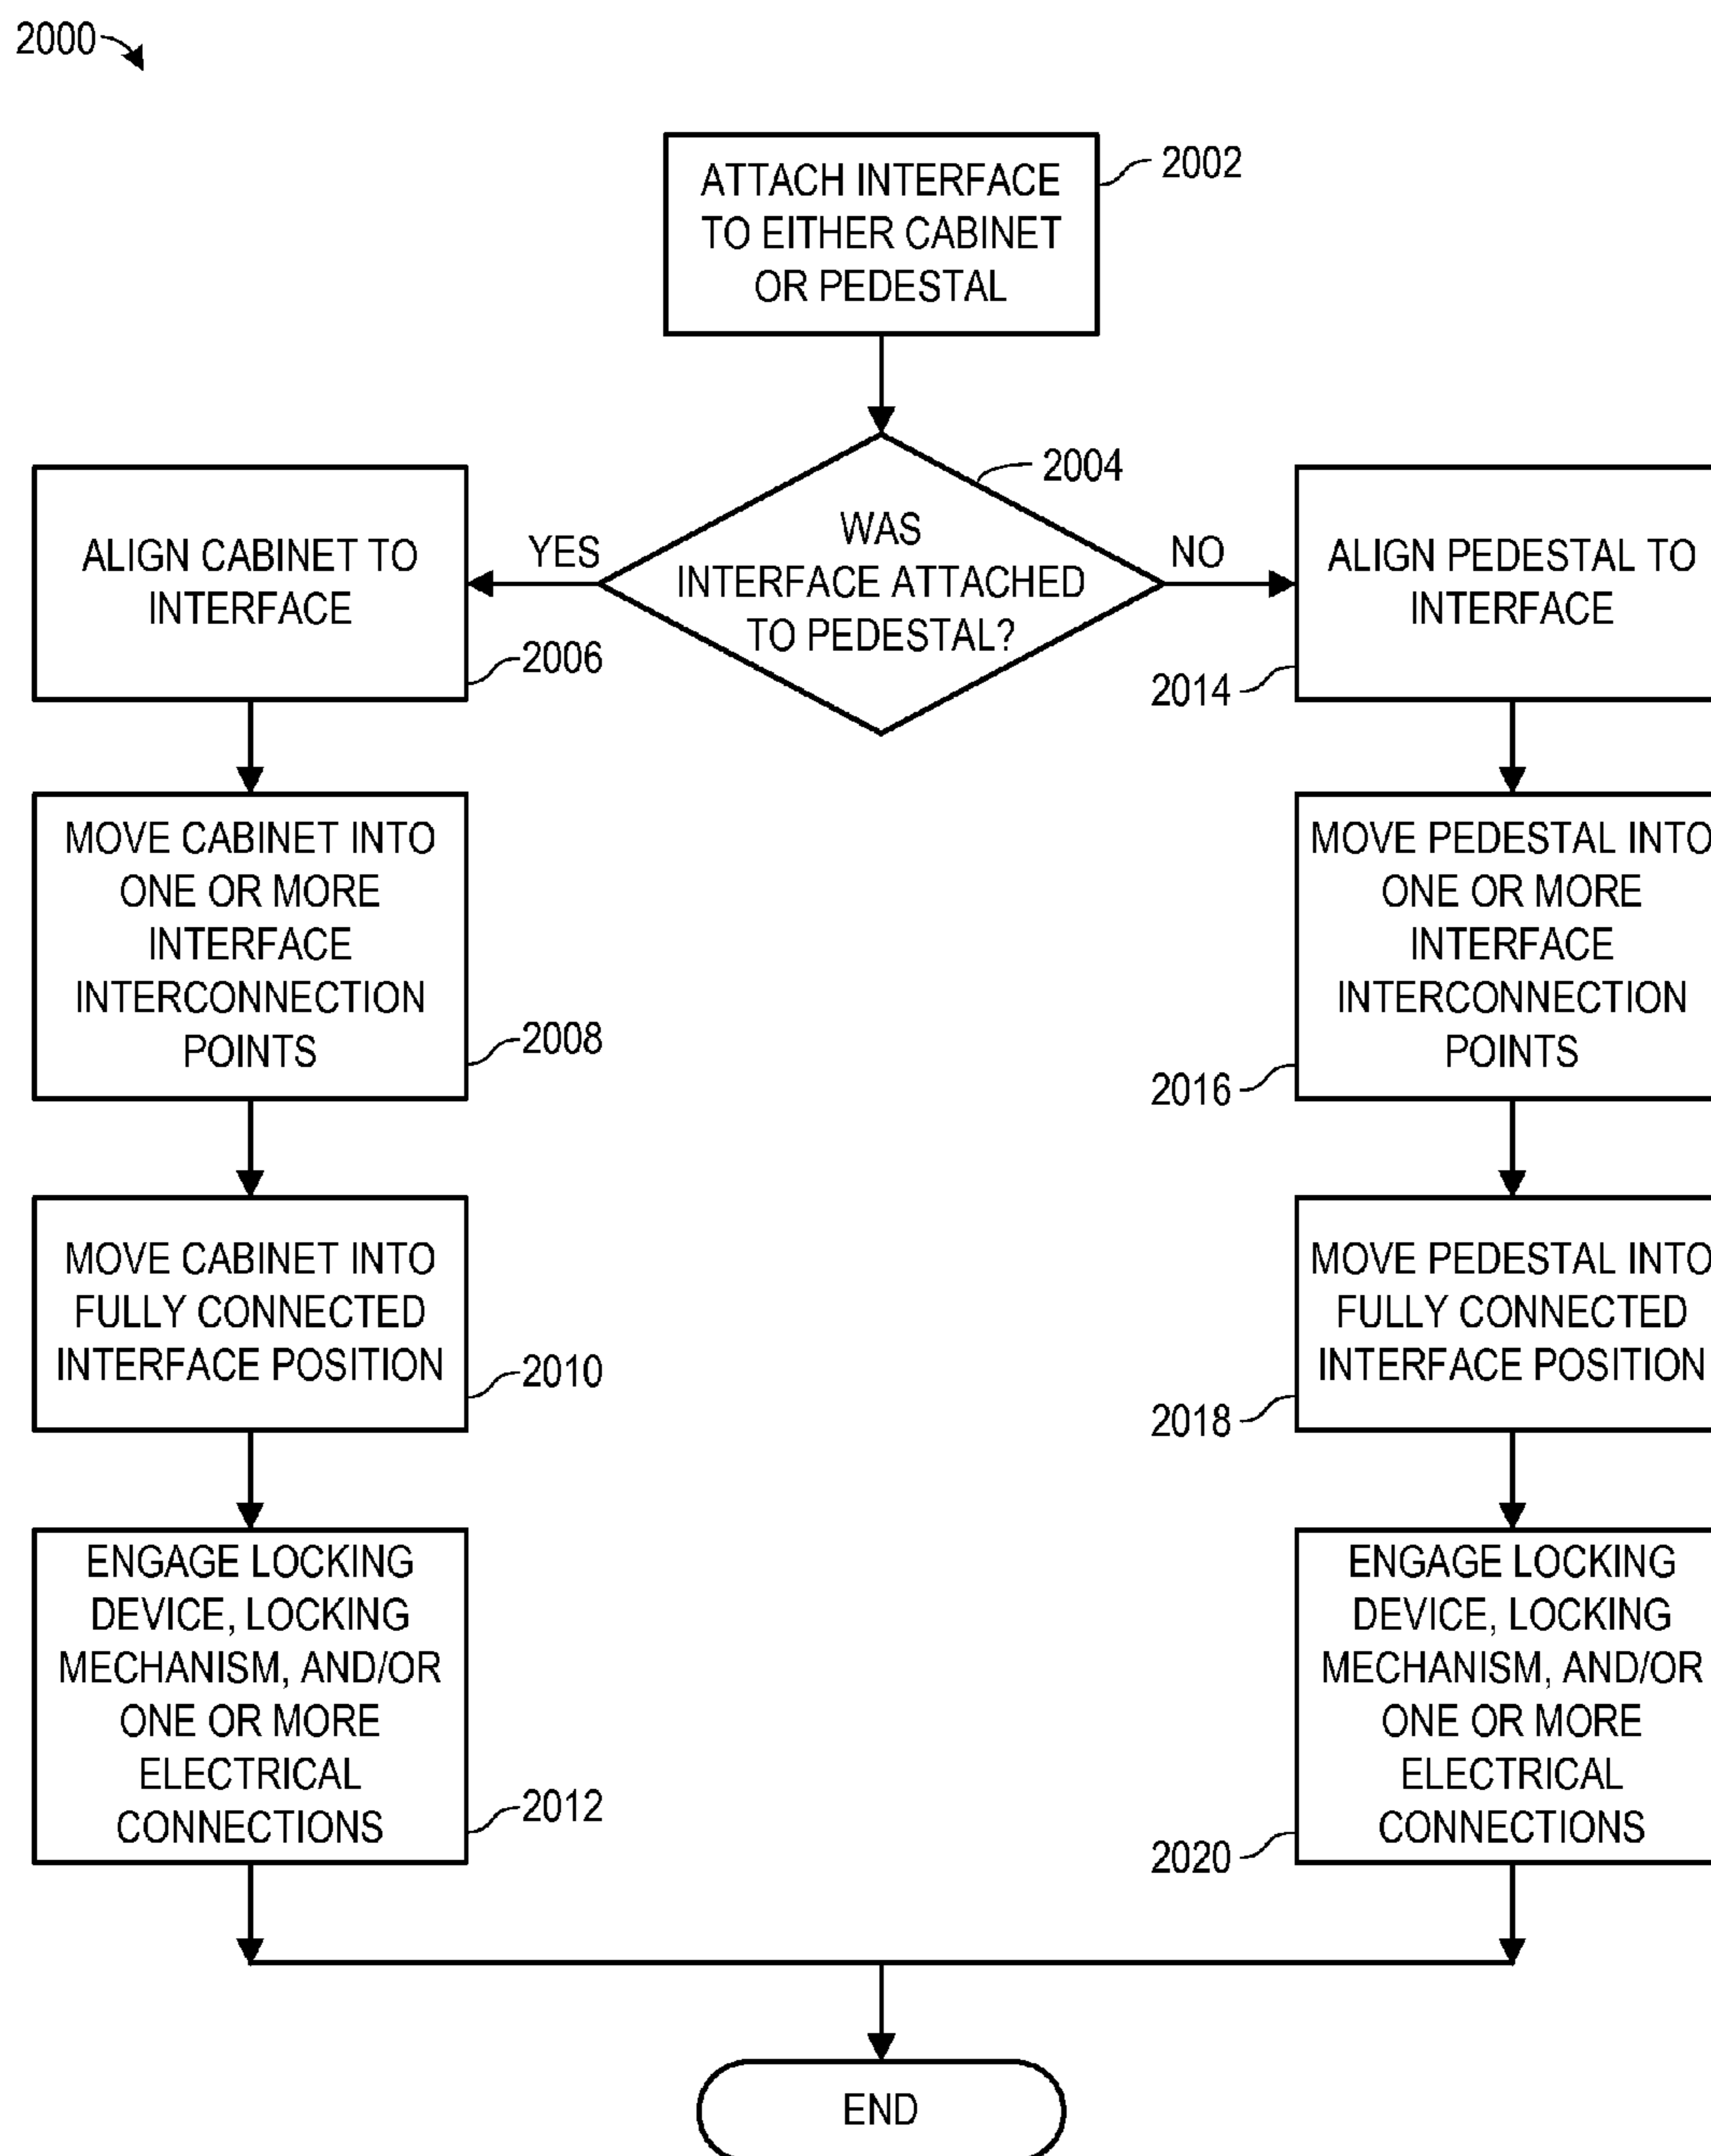 2000
ATTACH INTERFACE
TO EITHER CABINET
OR PEDESTAL
2002
WAS
INTERFACE ATTACHED
TO PEDESTAL?
2004
YES
NO
ALIGN CABINET TO
INTERFACE
2006
MOVE CABINET INTO
ONE OR MORE
INTERFACE
INTERCONNECTION
POINTS
2008
MOVE CABINET INTO
FULLY CONNECTED
INTERFACE POSITION
2010
ENGAGE LOCKING
DEVICE, LOCKING
MECHANISM, AND/OR
ONE OR MORE
ELECTRICAL
CONNECTIONS
2012
ALIGN PEDESTAL TO
INTERFACE
2014
MOVE PEDESTAL INTO
ONE OR MORE
INTERFACE
INTERCONNECTION
POINTS
2016
MOVE PEDESTAL INTO
FULLY CONNECTED
INTERFACE POSITION
2018
ENGAGE LOCKING
DEVICE, LOCKING
MECHANISM, AND/OR
ONE OR MORE
ELECTRICAL
CONNECTIONS
2020
END